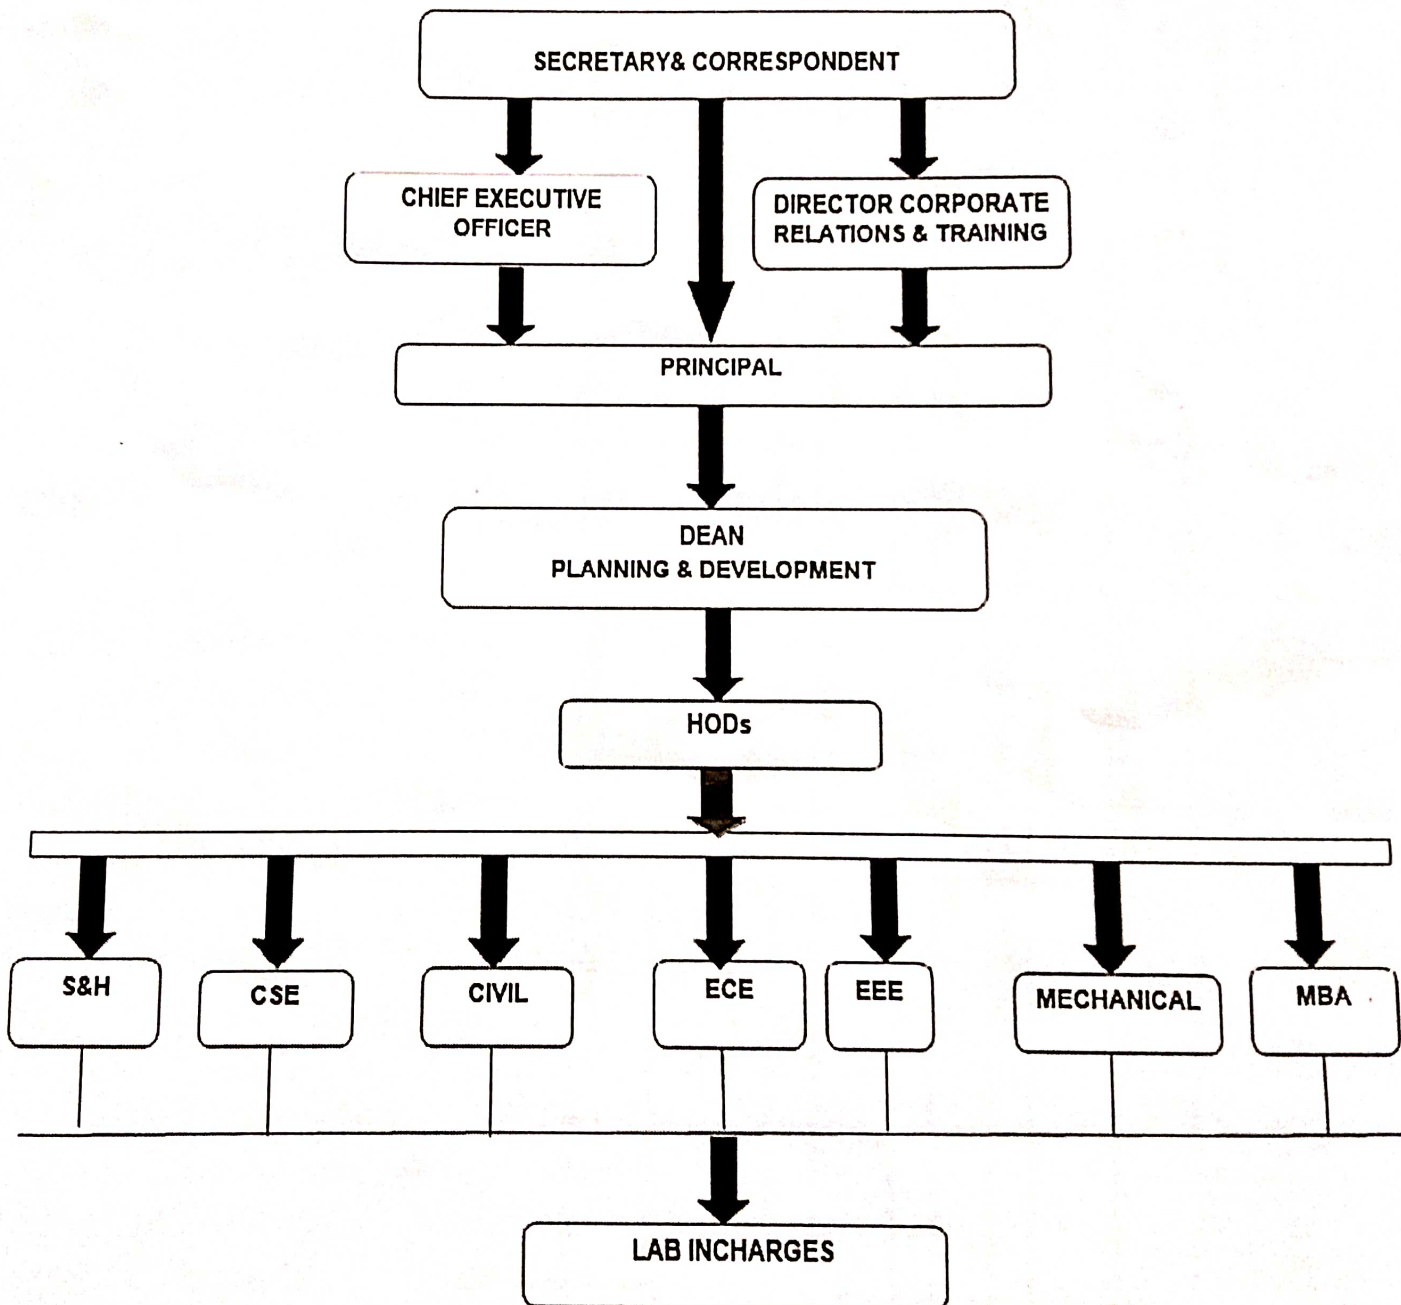 SECRETARY& CORRESPONDENT
CHIEF EXECUTIVE
OFFICER
DIRECTOR CORPORATE
RELATIONS & TRAINING
PRINCIPAL
DEAN
PLANNING & DEVELOPMENT
HODs
S&H
CSE
CIVIL
ECE
EEE
MECHANICAL
MBA
LAB INCHARGES